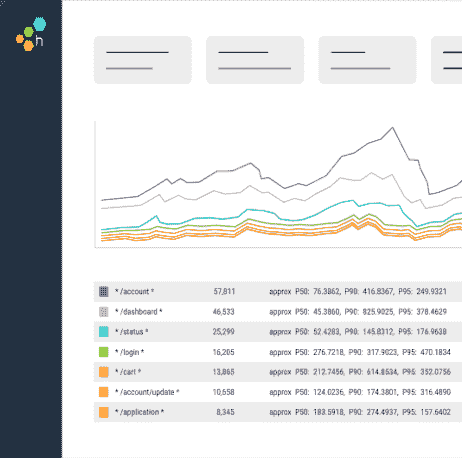 h
"/account" 57,811 approx P50: 76.3862, P90: 416.8367, P95: 249.9321
"/dashboard" 46,533 approx P50: 45.3860, P90: 825.9025, P95: 378.4629
"/status" 25,299 approx P50: 52.4283, P90: 145.8312, P95: 176.9638
"/login" 16,205 approx P50: 276.7218, P90: 317.9023, P95: 470.1834
"/cart" 13,865 approx P50: 212.7456, P90: 614.8534, P95: 352.0756
"/account/update" 10,658 approx P50: 124.0236, P90: 174.3801, P95: 316.4890
"/application" 8,345 approx P50: 183.5918, P90: 274.4937, P95: 157.6402